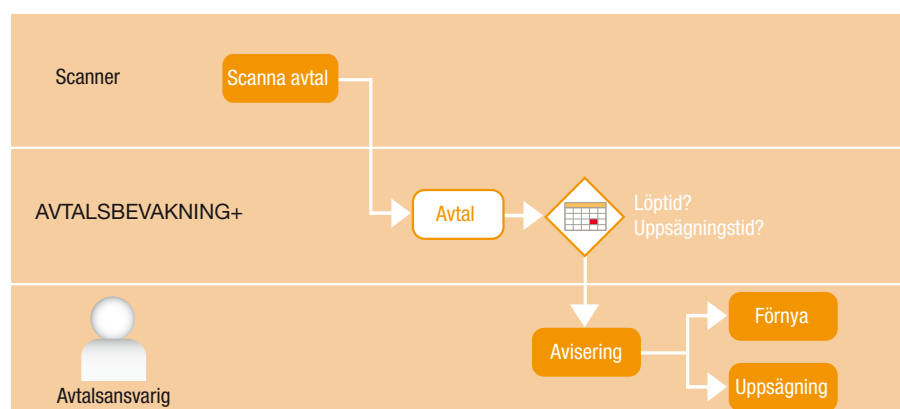 Scanner
Scanna avtal
AVTALSBEVAKNING+
Avtal
Löptid?
Uppsägningstid?
Avtalsansvarig
Avisering
Förnya
Uppsägning